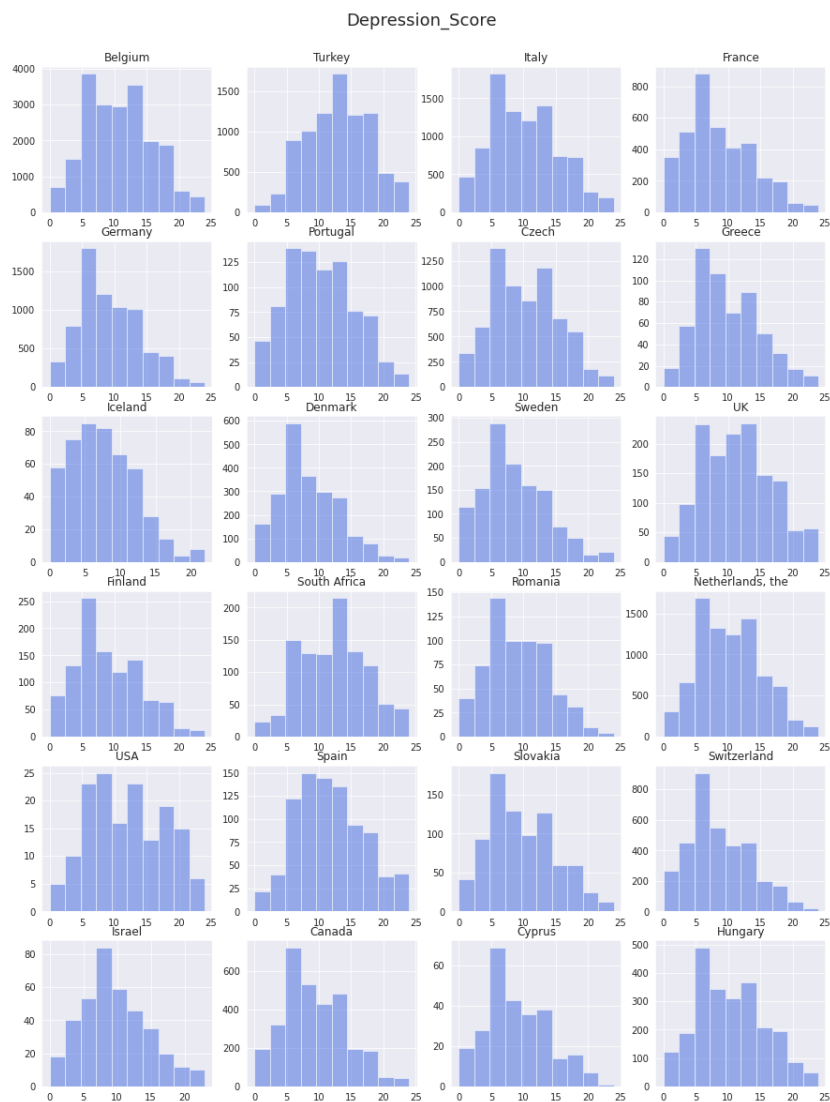 Depression_Score
Belgium
4000
3000
2000
1000
0
0 5 10 15 20 25
Turkey
1500
1000
500
0
0 5 10 15 20 25
Italy
1500
1000
500
0
0 5 10 15 20 25
France
800
600
400
200
0
0 5 10 15 20 25
Germany
1500
1000
500
0
0 5 10 15 20 25
Portugal
125
100
75
50
25
0
0 5 10 15 20 25
Czech
1250
1000
750
500
250
0
0 5 10 15 20 25
Greece
120
100
80
60
40
20
0
0 5 10 15 20 25
Iceland
80
60
40
20
0
0 5 10 15 20
Denmark
600
500
400
300
200
100
0
0 5 10 15 20 25
Sweden
300
250
200
150
100
50
0
0 5 10 15 20 25
UK
200
150
100
50
0
0 5 10 15 20 25
Finland
250
200
150
100
50
0
0 5 10 15 20 25
South Africa
200
150
100
50
0
0 5 10 15 20 25
Romania
150
125
100
75
50
25
0
0 5 10 15 20 25
Netherlands, the
1500
1000
500
0
0 5 10 15 20 25
USA
25
20
15
10
5
0
0 5 10 15 20 25
Spain
150
125
100
75
50
25
0
0 5 10 15 20 25
Slovakia
150
100
50
0
0 5 10 15 20 25
Switzerland
800
600
400
200
0
0 5 10 15 20 25
Israel
80
60
40
20
0
0 5 10 15 20
Canada
600
400
200
0
0 5 10 15 20 25
Cyprus
60
40
20
0
0 5 10 15 20 25
Hungary
500
400
300
200
100
0
0 5 10 15 20 25